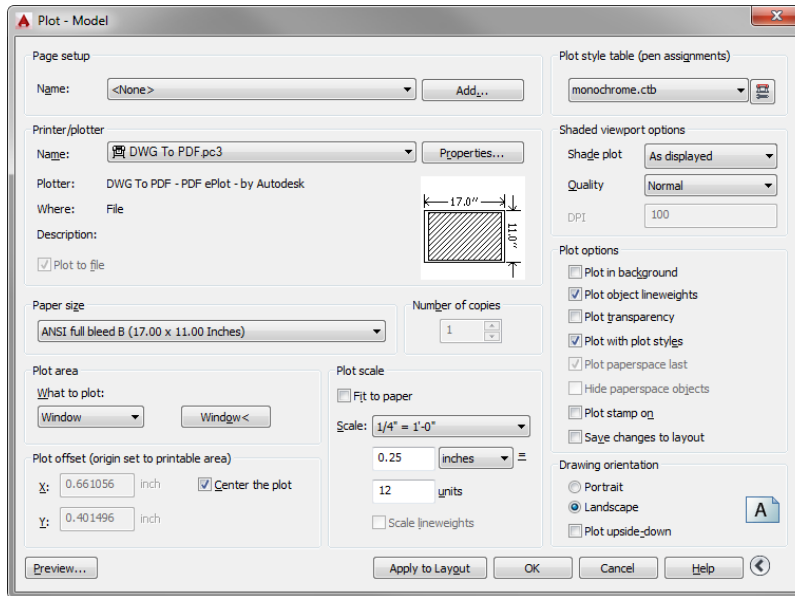 Plot - Model
Page setup
Name: <None> Add...
Plot style table (pen assignments)
monochrome.ctb
Printer/plotter
Name: DWG To PDF.pc3 Properties...
Plotter: DWG To PDF - PDF ePlot - by Autodesk
Where: File
Description:
Plot to file
17.0″
11.0″
Shaded viewport options
Shade plot As displayed
Quality Normal
DPI 100
Paper size
ANSI full bleed B (17.00 x 11.00 Inches)
Number of copies
1
Plot area
What to plot:
Window Window<
Plot scale
Fit to paper
Scale: 1/4" = 1'-0"
0.25 inches =
12 units
Scale lineweights
Plot offset (origin set to printable area)
X: 0.661056 inch Center the plot
Y: 0.401496 inch
Plot options
Plot in background
Plot object lineweights
Plot transparency
Plot with plot styles
Plot paperspace last
Hide paperspace objects
Plot stamp on
Save changes to layout
Drawing orientation
Portrait
Landscape
Plot upside-down
A
Preview... Apply to Layout OK Cancel Help